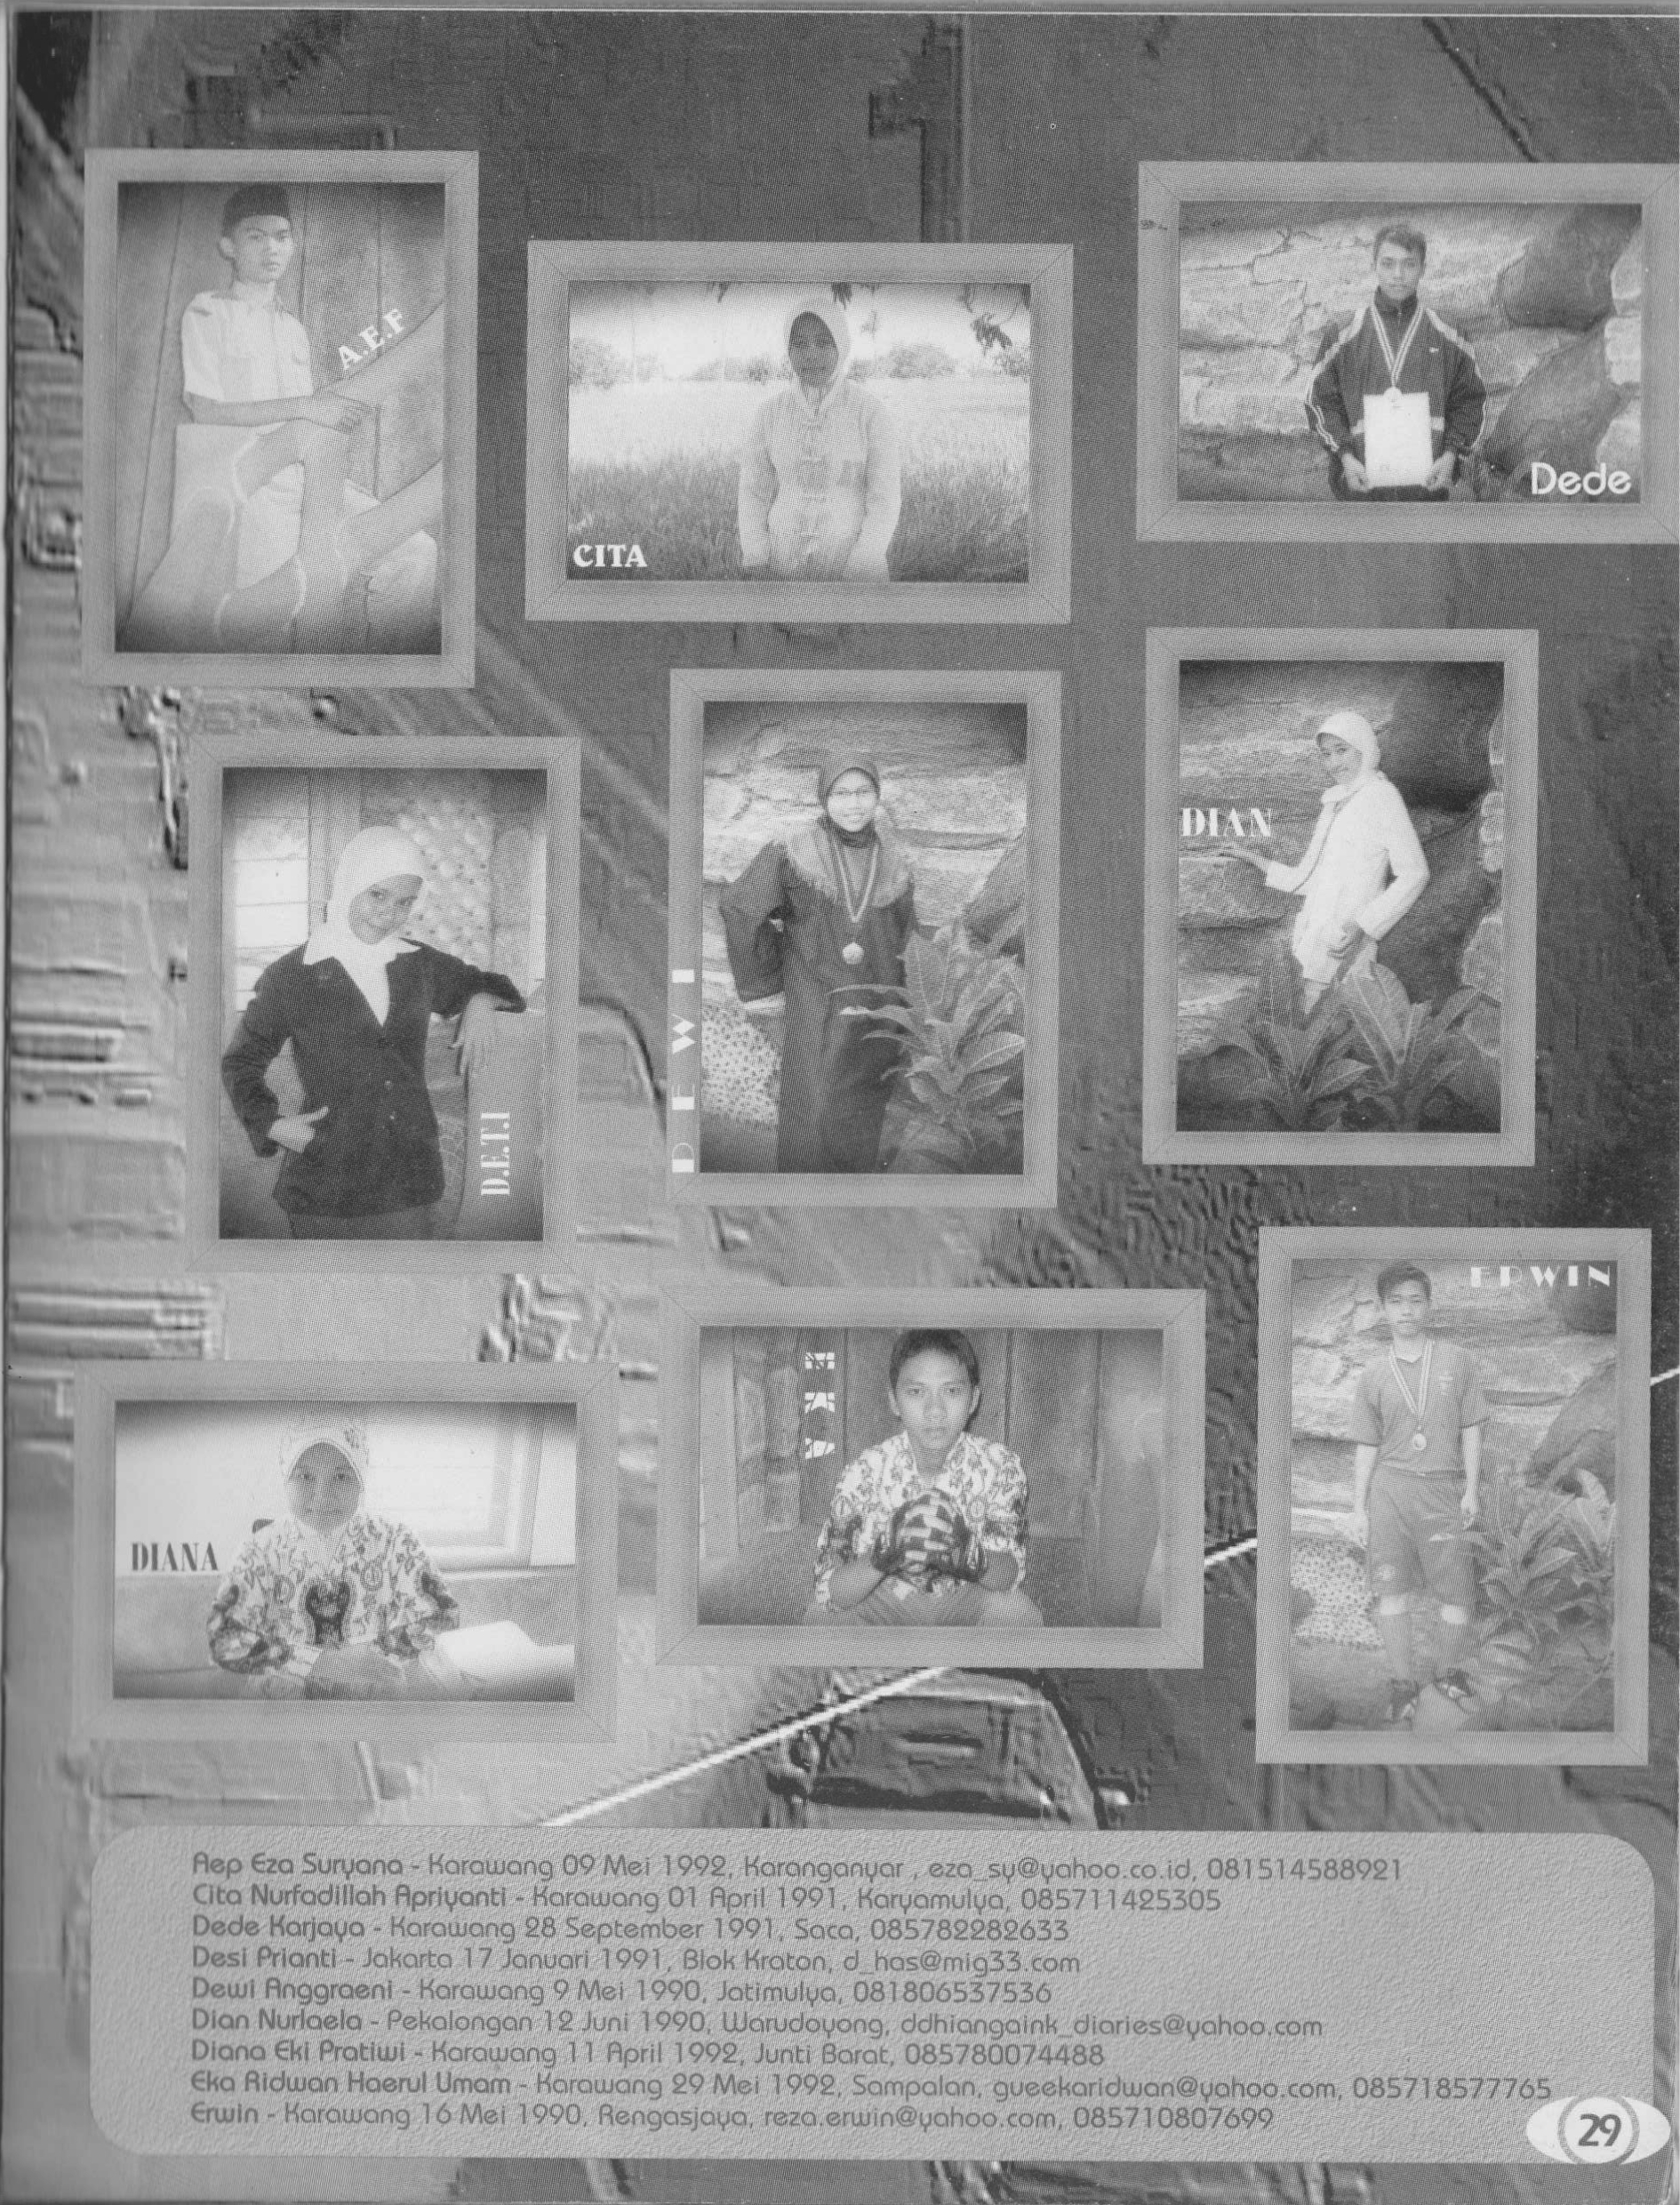 A.E.F
CITA
Dede
D.E.T.I
DEWI
DIAN
DIANA
ERWIN
Aep Eza Suryana - Karawang 09 Mei 1992, Karanganyar , eza_sy@yahoo.co.id, 081514588921
Cita Nurfadillah Apriyanti - Karawang 01 April 1991, Karyamulya, 085711425305
Dede Karjaya - Karawang 28 September 1991, Saca, 085782282633
Desi Prianti - Jakarta 17 Januari 1991, Blok Kraton, d_has@mig33.com
Dewi Anggraeni - Karawang 9 Mei 1990, Jatimulya, 081806537536
Dian Nurlaela - Pekalongan 12 Juni 1990, Warudoyong, ddhiangaink_diaries@yahoo.com
Diana Eki Pratiwi - Karawang 11 April 1992, Junti Barat, 085780074488
Eka Ridwan Haerul Umam - Karawang 29 Mei 1992, Sampalan, gueekaridwan@yahoo.com, 085718577765
Erwin - Karawang 16 Mei 1990, Rengasjaya, reza.erwin@yahoo.com, 085710807699
29